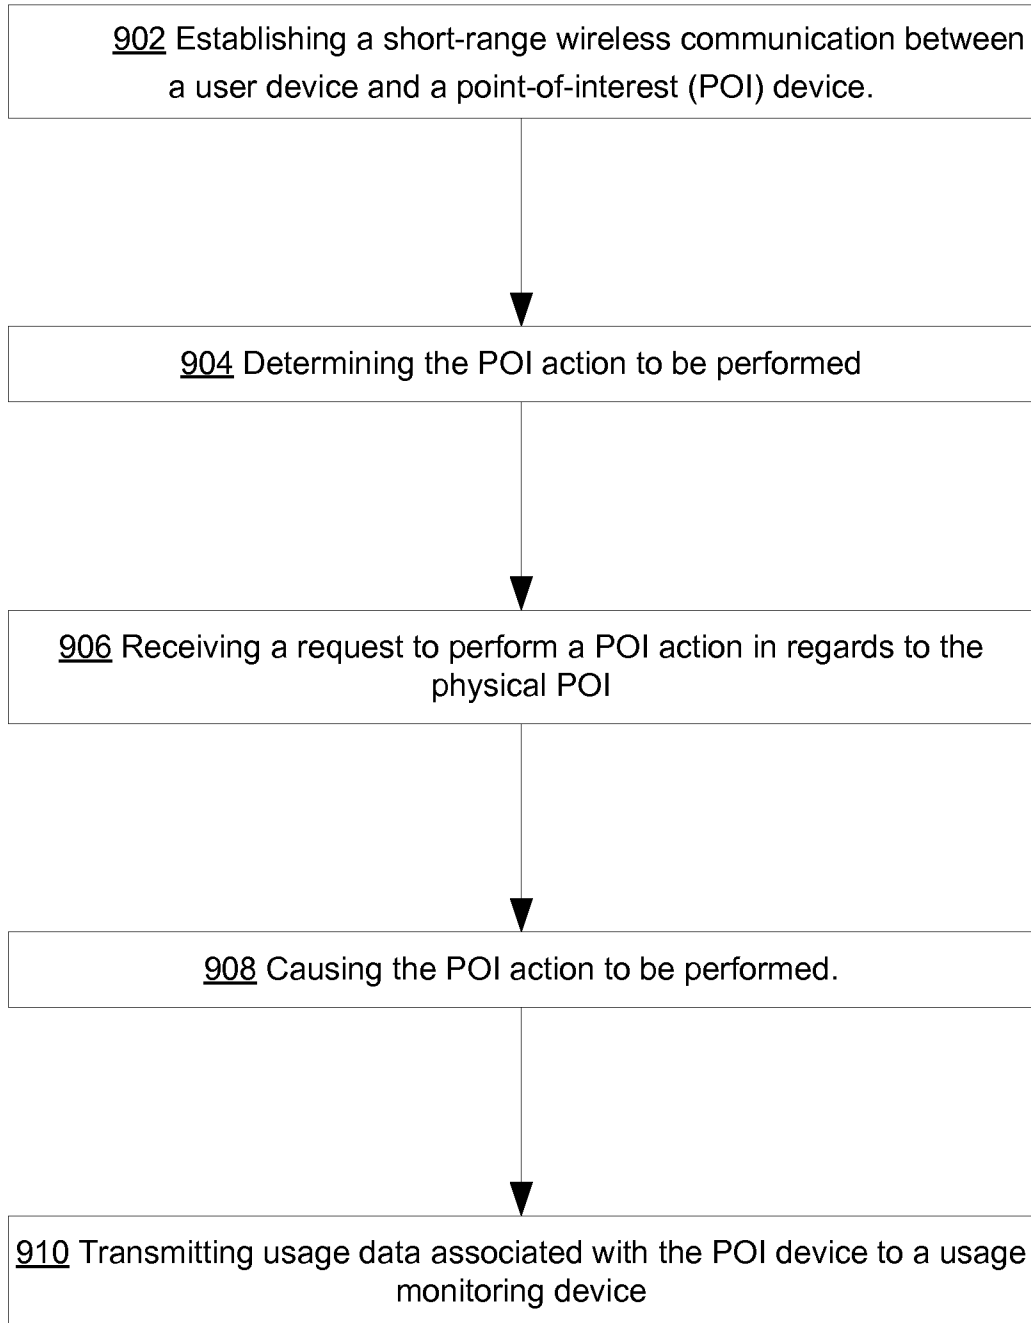 902 Establishing a short-range wireless communication between
a user device and a point-of-interest (POI) device.
904 Determining the POI action to be performed
906 Receiving a request to perform a POI action in regards to the
physical POI
908 Causing the POI action to be performed.
910 Transmitting usage data associated with the POI device to a usage
monitoring device